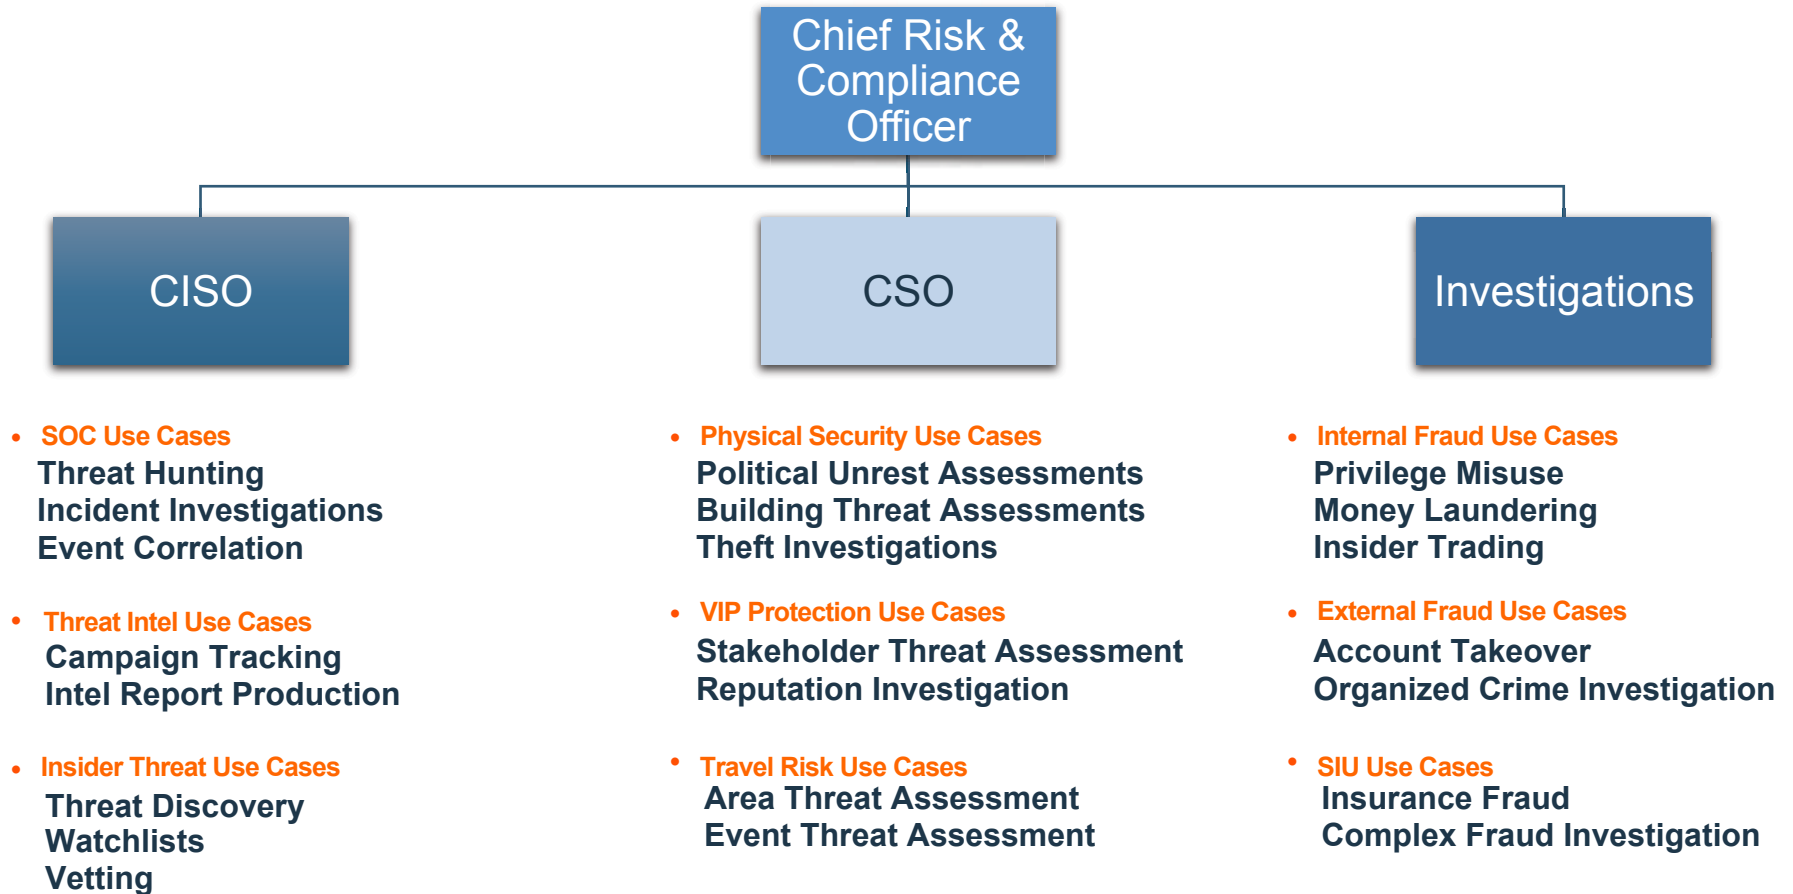 Chief Risk &
Compliance
Officer
CISO
CSO
Investigations
• SOC Use Cases
Threat Hunting
Incident Investigations
Event Correlation
• Threat Intel Use Cases
Campaign Tracking
Intel Report Production
• Insider Threat Use Cases
Threat Discovery
Watchlists
Vetting
• Physical Security Use Cases
Political Unrest Assessments
Building Threat Assessments
Theft Investigations
• VIP Protection Use Cases
Stakeholder Threat Assessment
Reputation Investigation
• Travel Risk Use Cases
Area Threat Assessment
Event Threat Assessment
• Internal Fraud Use Cases
Privilege Misuse
Money Laundering
Insider Trading
• External Fraud Use Cases
Account Takeover
Organized Crime Investigation
• SIU Use Cases
Insurance Fraud
Complex Fraud Investigation